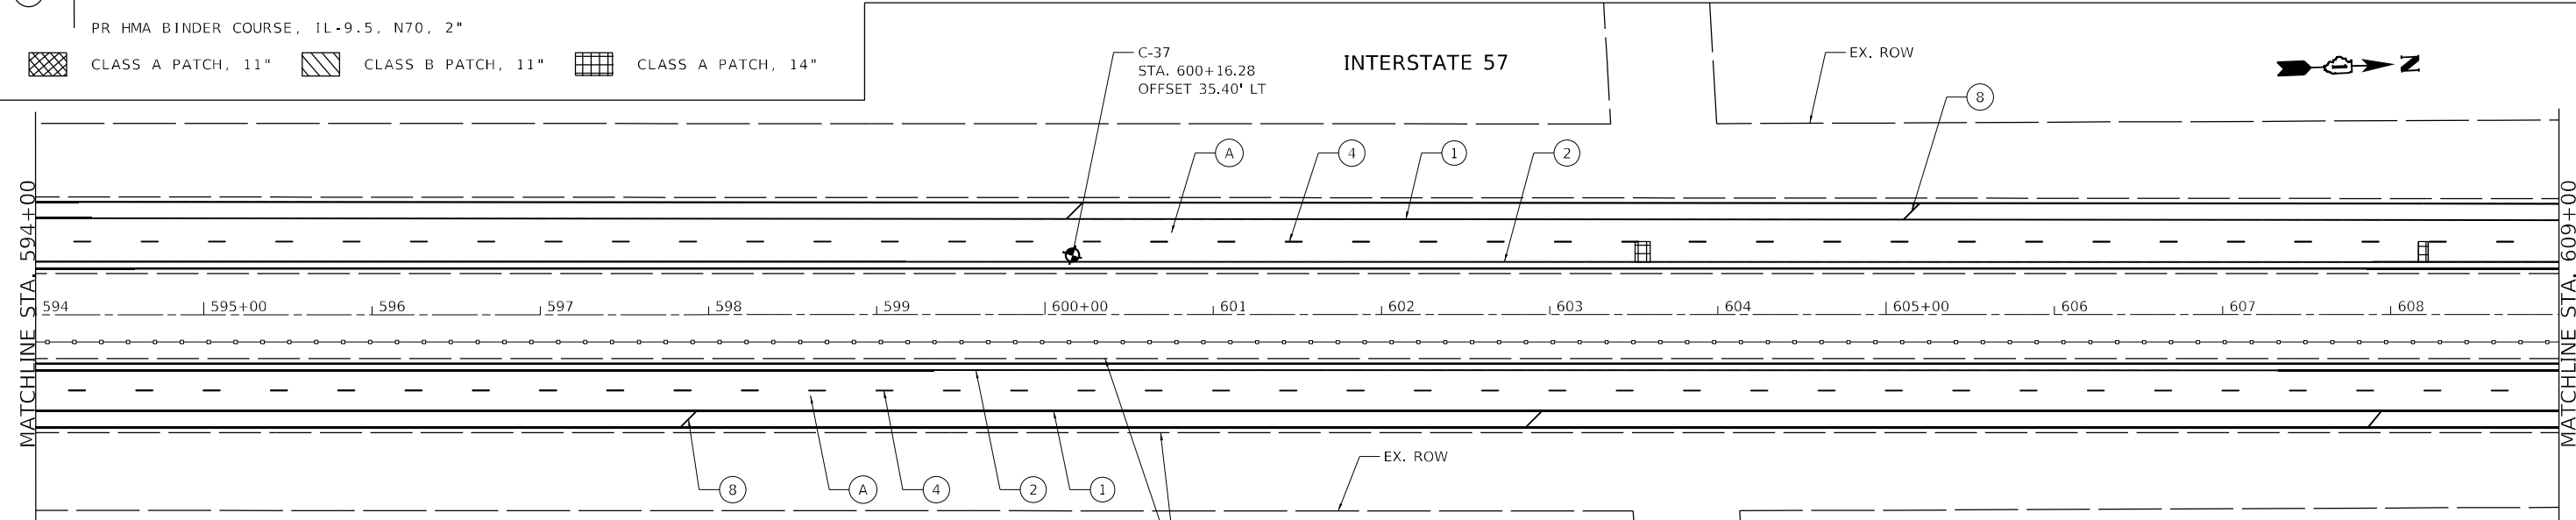 PR HMA BINDER COURSE, IL-9.5, N70, 2"
CLASS A PATCH, 11"
CLASS B PATCH, 11"
CLASS A PATCH, 14"
C-37
STA. 600+16.28
OFFSET 35.40' LT
INTERSTATE 57
EX. ROW
N
8
A
4
1
2
MATCHLINE STA. 594+00
MATCHLINE STA. 609+00
594
595+00
596
597
598
599
600+00
601
602
603
604
605+00
606
607
608
EX. ROW
8
A
4
2
1